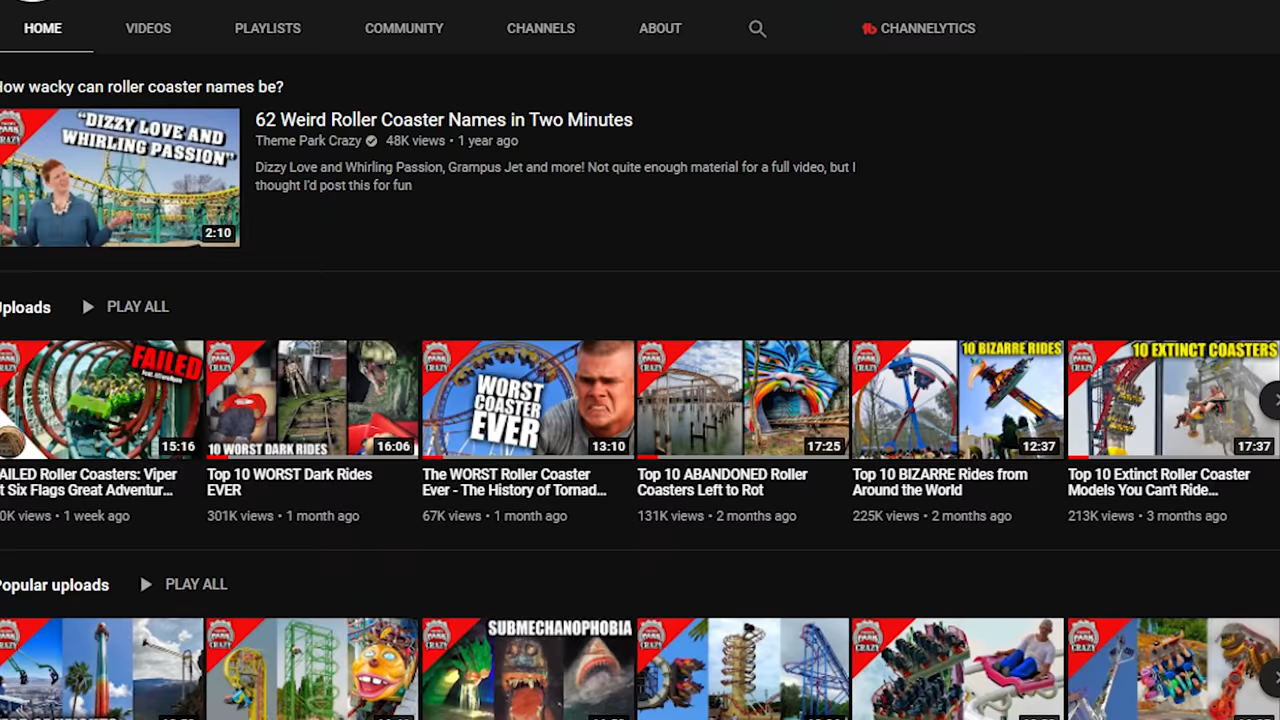 HOME VIDEOS PLAYLISTS COMMUNITY CHANNELS ABOUT CHANNELYTICS
How wacky can roller coaster names be?
"DIZZY LOVE AND
WHIRLING PASSION"
2:10
62 Weird Roller Coaster Names in Two Minutes
Theme Park Crazy 48K views • 1 year ago
Dizzy Love and Whirling Passion, Grampus Jet and more! Not quite enough material for a full video, but I
thought I'd post this for fun
Uploads PLAY ALL
FAILED
15:16
AILED Roller Coasters: Viper
t Six Flags Great Adventur...
0K views • 1 week ago
10 WORST DARK RIDES
16:06
Top 10 WORST Dark Rides
EVER
301K views • 1 month ago
WORST
COASTER
EVER
13:10
The WORST Roller Coaster
Ever - The History of Tornad...
67K views • 1 month ago
17:25
Top 10 ABANDONED Roller
Coasters Left to Rot
131K views • 2 months ago
10 BIZARRE RIDES
12:37
Top 10 BIZARRE Rides from
Around the World
225K views • 2 months ago
10 EXTINCT COASTERS
17:37
Top 10 Extinct Roller Coaster
Models You Can't Ride...
213K views • 3 months ago
Popular uploads PLAY ALL
SUBMECHANOPHOBIA